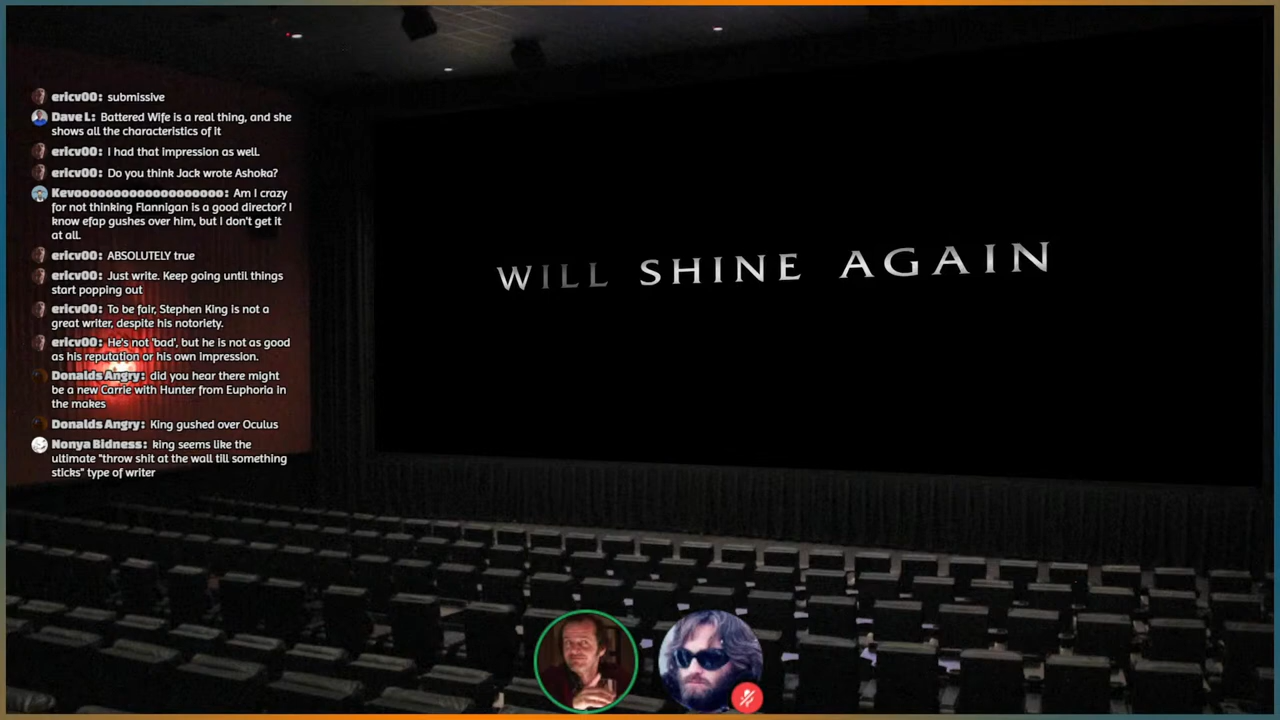 ericv00: submissive
Dave L: Battered Wife is a real thing, and she
shows all the characteristics of it
ericv00: I had that impression as well.
ericv00: Do you think Jack wrote Ashoka?
Kevooooooooooooooooooo: Am I crazy
for not thinking Flannigan is a good director? I
know efap gushes over him, but I don't get it
at all.
ericv00: ABSOLUTELY true
ericv00: Just write. Keep going until things
start popping out
ericv00: To be fair, Stephen King is not a
great writer, despite his notoriety.
ericv00: He's not 'bad', but he is not as good
as his reputation or his own impression.
Donalds Angry: did you hear there might
be a new Carrie with Hunter from Euphoria in
the makes
Donalds Angry: King gushed over Oculus
Nonya Bidness: king seems like the
ultimate "throw shit at the wall till something
sticks" type of writer
WILL SHINE AGAIN